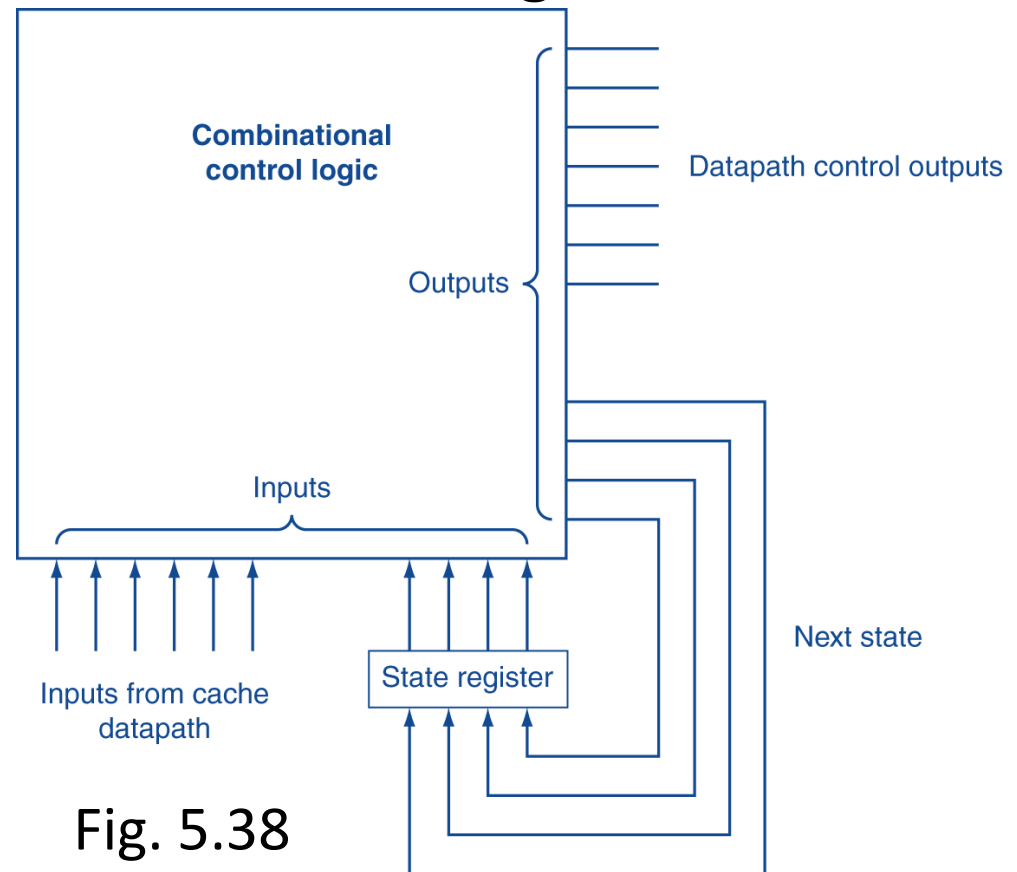 Combinational
control logic
Datapath control outputs
Outputs
Inputs
Next state
State register
Inputs from cache
datapath
Fig. 5.38